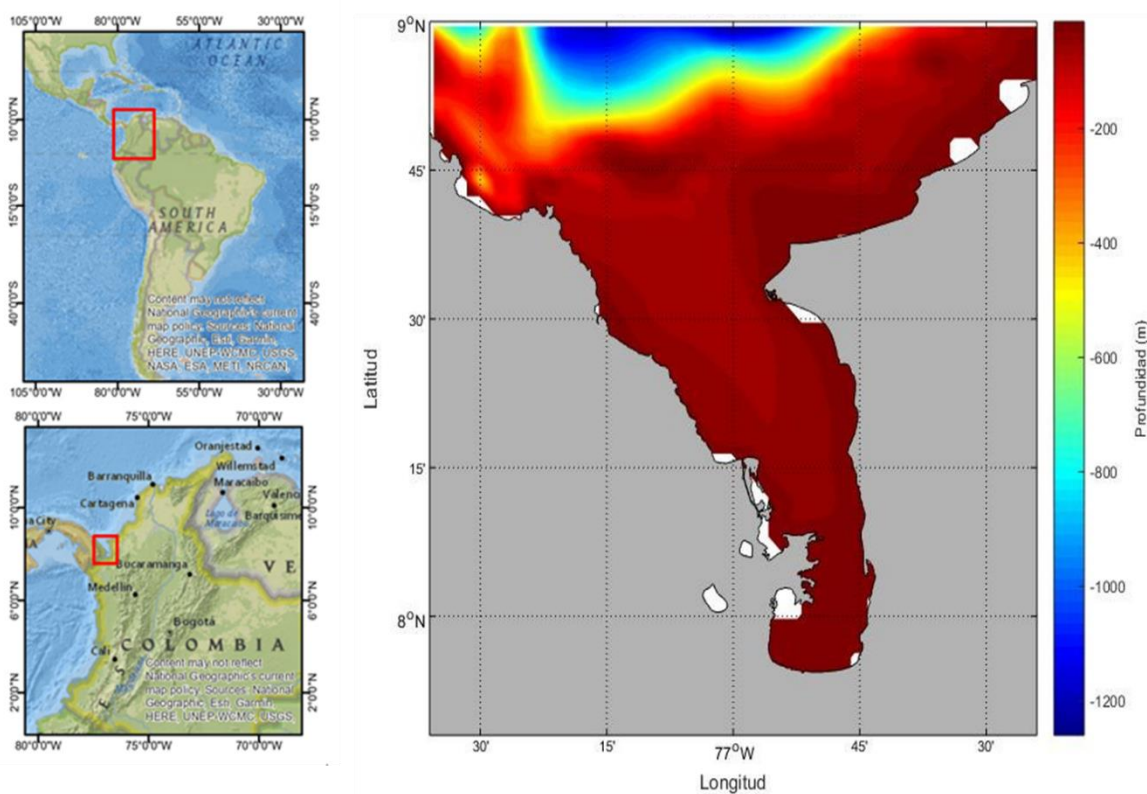 105°0'0"W 80°0'0"W 55°0'0"W 30°0'0"W
ATLANTIC
OCEAN
10°0'0"N 10°0'0"N
15°0'0"S 15°0'0"S
40°0'0"S 40°0'0"S
SOUTH
AMERICA
Content may not reflect
National Geographic's current
map policy. Sources: National
Geographic, Esri, Garmin,
HERE, UNEP-WCMC, USGS,
NASA, ESA, METI, NRCAN,
105°0'0"W 80°0'0"W 55°0'0"W 30°0'0"W
80°0'0"W 75°0'0"W 70°0'0"W
Oranjestad
Willemstad
Barranquilla
Maracaibo
Cartagena
Valenc
Lago de
Maracaibo
Barquisime
a City
A
10°0'0"N 10°0'0"N
V E
Bucaramanga
Medellín
6°0'0"N 6°0'0"N
Bogotá
COLOMBIA
Cali
Content may not reflect
National Geographic's current
map policy. Sources: National
Geographic, Esri, Garmin,
HERE, UNEP-WCMC, USGS,
2°0'0"N 2°0'0"N
80°0'0"W 75°0'0"W 70°0'0"W
9°N
45'
30'
15'
8°N
Latitud
30' 15' 77°W 45' 30'
Longitud
-200
-400
-600
-800
-1000
-1200
Profundidad (m)